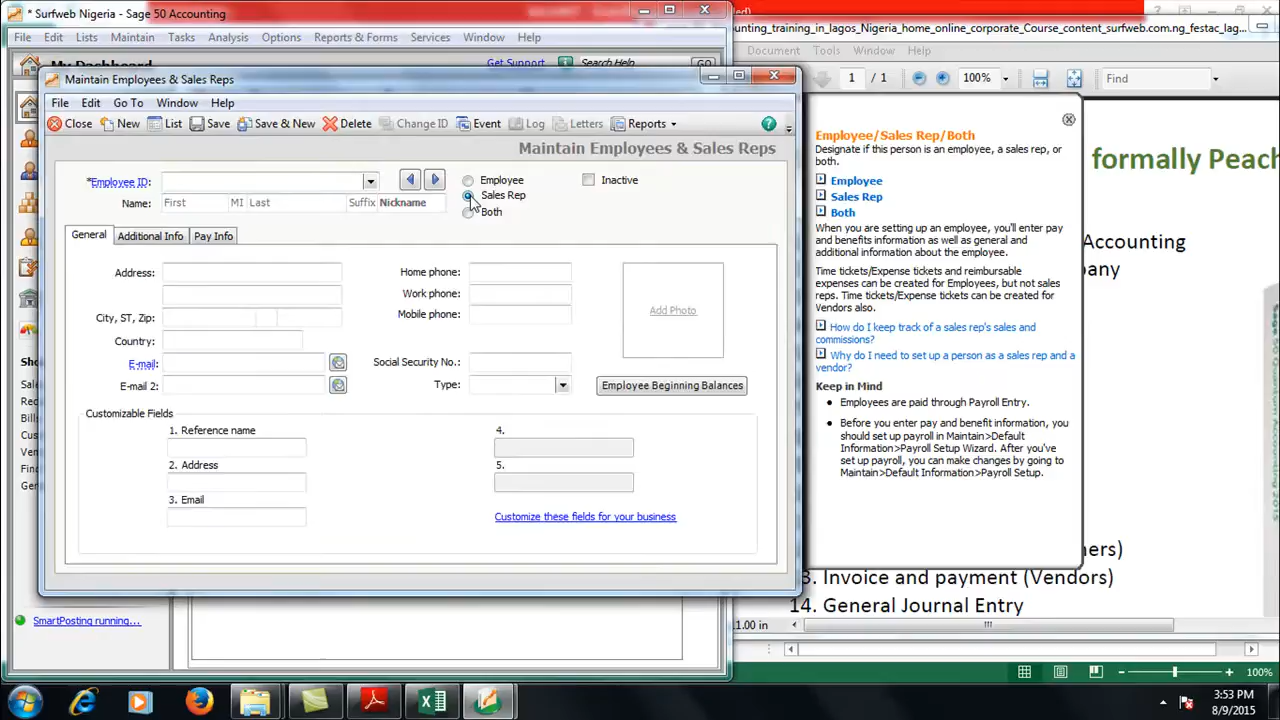 * Surfweb Nigeria - Sage 50 Accounting
File Edit Lists Maintain Tasks Analysis Options Reports & Forms Services Window Help
My Dashboard
Get Support Search Help GO
Maintain Employees & Sales Reps
File Edit Go To Window Help
Close New List Save Save & New Delete Change ID Event Log Letters Reports
Maintain Employees & Sales Reps
*Employee ID:
Employee
Inactive
Name: First MI Last Suffix Nickname
Sales Rep
Both
General Additional Info Pay Info
Address:
Home phone:
Work phone:
City, ST, Zip:
Mobile phone:
Add Photo
Country:
E-mail:
Social Security No.:
E-mail 2:
Type:
Employee Beginning Balances
Customizable Fields
1. Reference name
4.
2. Address
5.
3. Email
Customize these fields for your business
SmartPosting running...
unting_training_in_lagos_Nigeria_home_online_corporate_Course_content_surfweb.com.ng_festac_lag...
Document Tools Window Help
1 / 1 100% Find
Employee/Sales Rep/Both
Designate if this person is an employee, a sales rep, or
both.
Employee
Sales Rep
Both
When you are setting up an employee, you'll enter pay
and benefits information as well as general and
additional information about the employee.
Time tickets/Expense tickets and reimbursable
expenses can be created for Employees, but not sales
reps. Time tickets/Expense tickets can be created for
Vendors also.
How do I keep track of a sales rep's sales and
commissions?
Why do I need to set up a person as a sales rep and a
vendor?
Keep in Mind
• Employees are paid through Payroll Entry.
• Before you enter pay and benefit information, you
should set up payroll in Maintain>Default
Information>Payroll Setup Wizard. After you've
set up payroll, you can make changes by going to
Maintain>Default Information>Payroll Setup.
formally Peach
Accounting
ny
ners)
3. Invoice and payment (Vendors)
14. General Journal Entry
11.00 in
100%
3:53 PM
8/9/2015